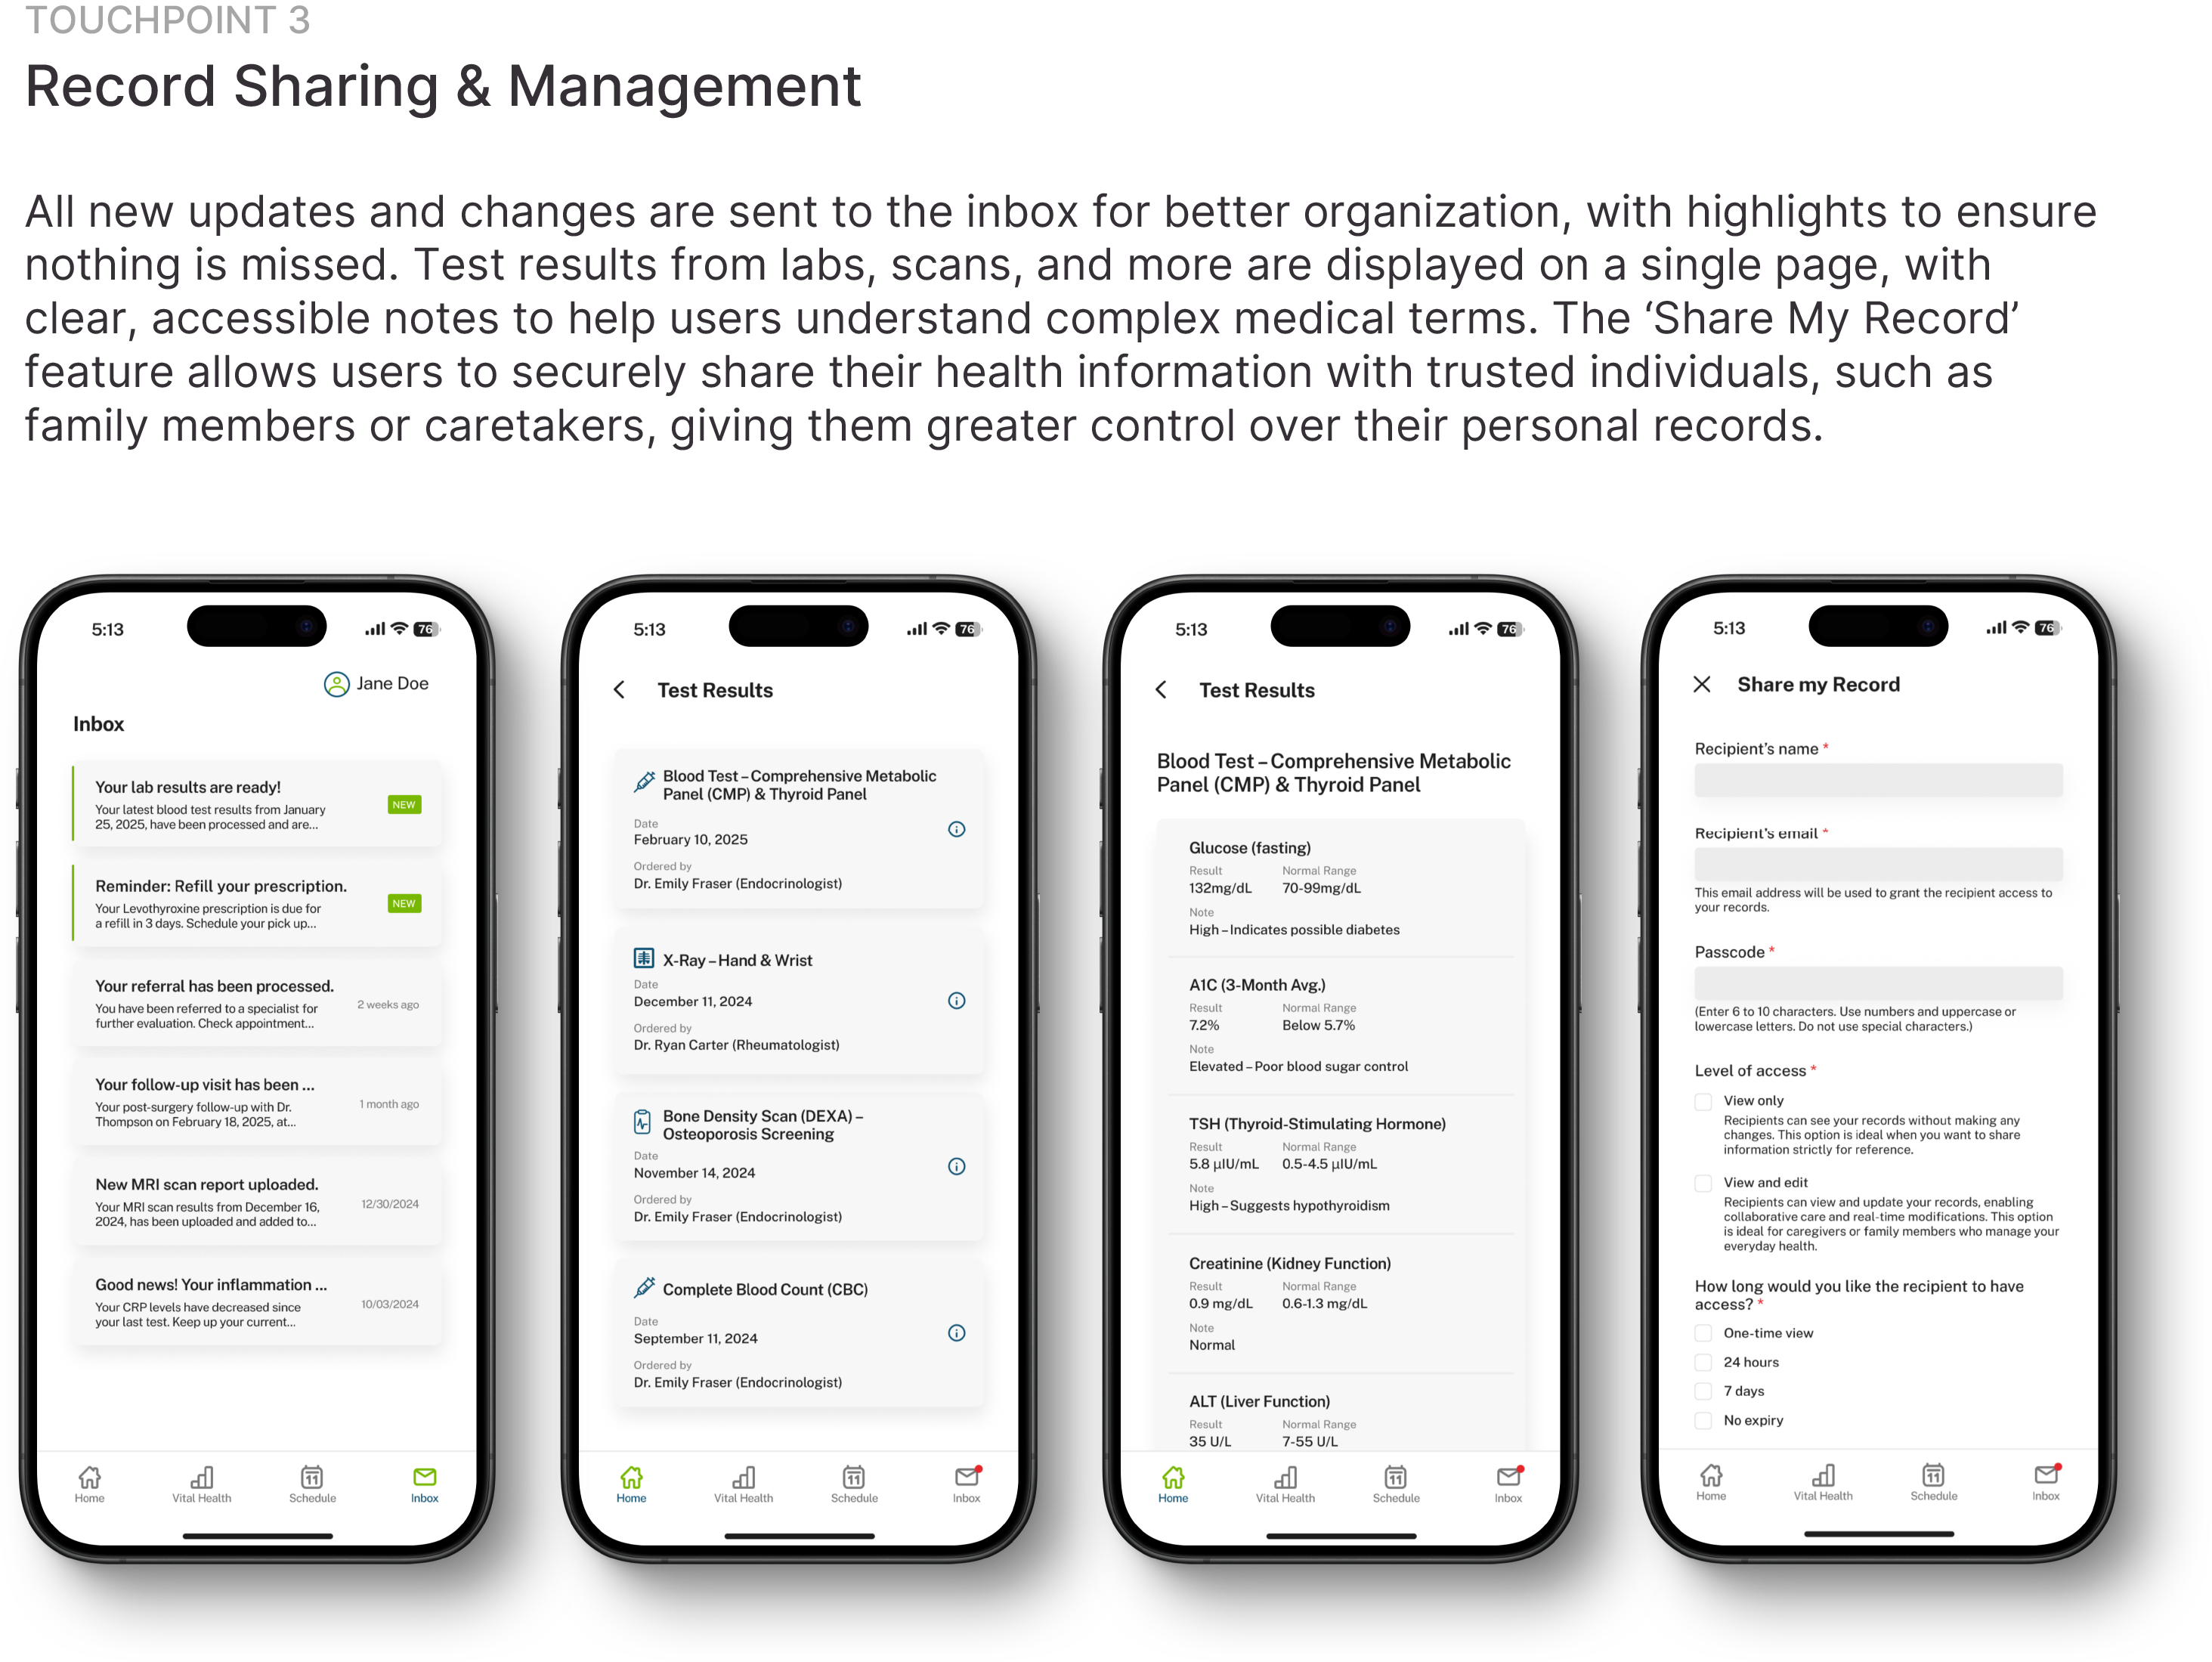 TOUCHPOINT 3
Record Sharing & Management
All new updates and changes are sent to the inbox for better organization, with highlights to ensure
nothing is missed. Test results from labs, scans, and more are displayed on a single page, with
clear, accessible notes to help users understand complex medical terms. The ‘Share My Record’
feature allows users to securely share their health information with trusted individuals, such as
family members or caretakers, giving them greater control over their personal records.
5:13
76
Jane Doe
Inbox
Your lab results are ready!
Your latest blood test results from January
25, 2025, have been processed and are...
NEW
Reminder: Refill your prescription.
Your Levothyroxine prescription is due for
a refill in 3 days. Schedule your pick up...
NEW
Your referral has been processed.
You have been referred to a specialist for
further evaluation. Check appointment...
2 weeks ago
Your follow-up visit has been ...
Your post-surgery follow-up with Dr.
Thompson on February 18, 2025, at...
1 month ago
New MRI scan report uploaded.
Your MRI scan results from December 16,
2024, has been uploaded and added to...
12/30/2024
Good news! Your inflammation ...
Your CRP levels have decreased since
your last test. Keep up your current...
10/03/2024
Home
Vital Health
11
Schedule
Inbox
5:13
76
Test Results
Blood Test – Comprehensive Metabolic
Panel (CMP) & Thyroid Panel
Date
February 10, 2025
Ordered by
Dr. Emily Fraser (Endocrinologist)
X-Ray – Hand & Wrist
Date
December 11, 2024
Ordered by
Dr. Ryan Carter (Rheumatologist)
Bone Density Scan (DEXA) –
Osteoporosis Screening
Date
November 14, 2024
Ordered by
Dr. Emily Fraser (Endocrinologist)
Complete Blood Count (CBC)
Date
September 11, 2024
Ordered by
Dr. Emily Fraser (Endocrinologist)
Home
Vital Health
11
Schedule
Inbox
5:13
76
Test Results
Blood Test – Comprehensive Metabolic
Panel (CMP) & Thyroid Panel
Glucose (fasting)
Result Normal Range
132mg/dL 70-99mg/dL
Note
High – Indicates possible diabetes
A1C (3-Month Avg.)
Result Normal Range
7.2% Below 5.7%
Note
Elevated – Poor blood sugar control
TSH (Thyroid-Stimulating Hormone)
Result Normal Range
5.8 µIU/mL 0.5-4.5 µIU/mL
Note
High – Suggests hypothyroidism
Creatinine (Kidney Function)
Result Normal Range
0.9 mg/dL 0.6-1.3 mg/dL
Note
Normal
ALT (Liver Function)
Result Normal Range
35 U/L 7-55 U/L
Home
Vital Health
11
Schedule
Inbox
5:13
76
Share my Record
Recipient’s name *
Recipient’s email *
This email address will be used to grant the recipient access to
your records.
Passcode *
(Enter 6 to 10 characters. Use numbers and uppercase or
lowercase letters. Do not use special characters.)
Level of access *
View only
Recipients can see your records without making any
changes. This option is ideal when you want to share
information strictly for reference.
View and edit
Recipients can view and update your records, enabling
collaborative care and real-time modifications. This option
is ideal for caregivers or family members who manage your
everyday health.
How long would you like the recipient to have
access? *
One-time view
24 hours
7 days
No expiry
Home
Vital Health
11
Schedule
Inbox